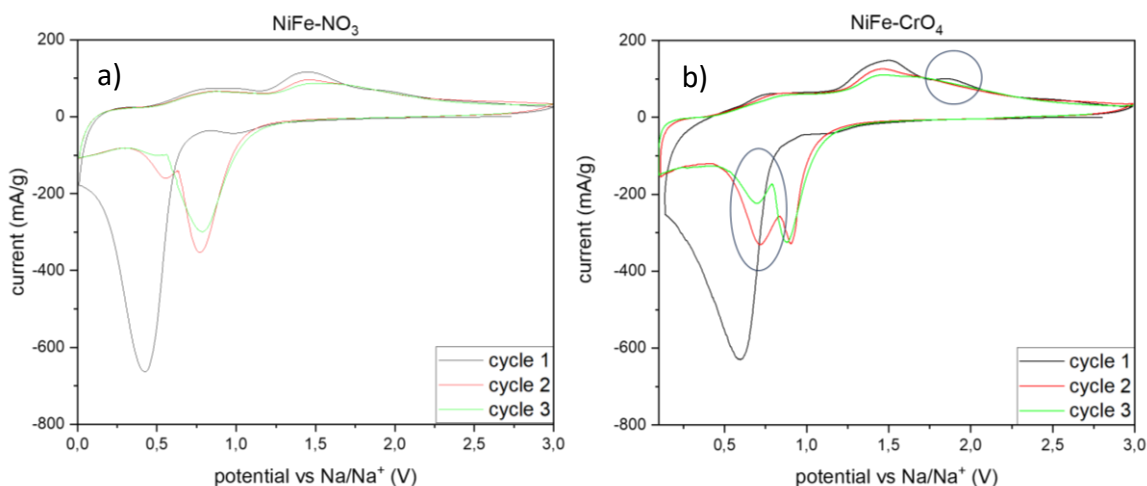 NiFe-NO₃
a)
200
0
-200
-400
-600
-800
current (mA/g)
0,0 0,5 1,0 1,5 2,0 2,5 3,0
potential vs Na/Na⁺ (V)
cycle 1
cycle 2
cycle 3
NiFe-CrO₄
b)
200
0
-200
-400
-600
-800
current (mA/g)
0,5 1,0 1,5 2,0 2,5 3,0
potential vs Na/Na⁺ (V)
cycle 1
cycle 2
cycle 3